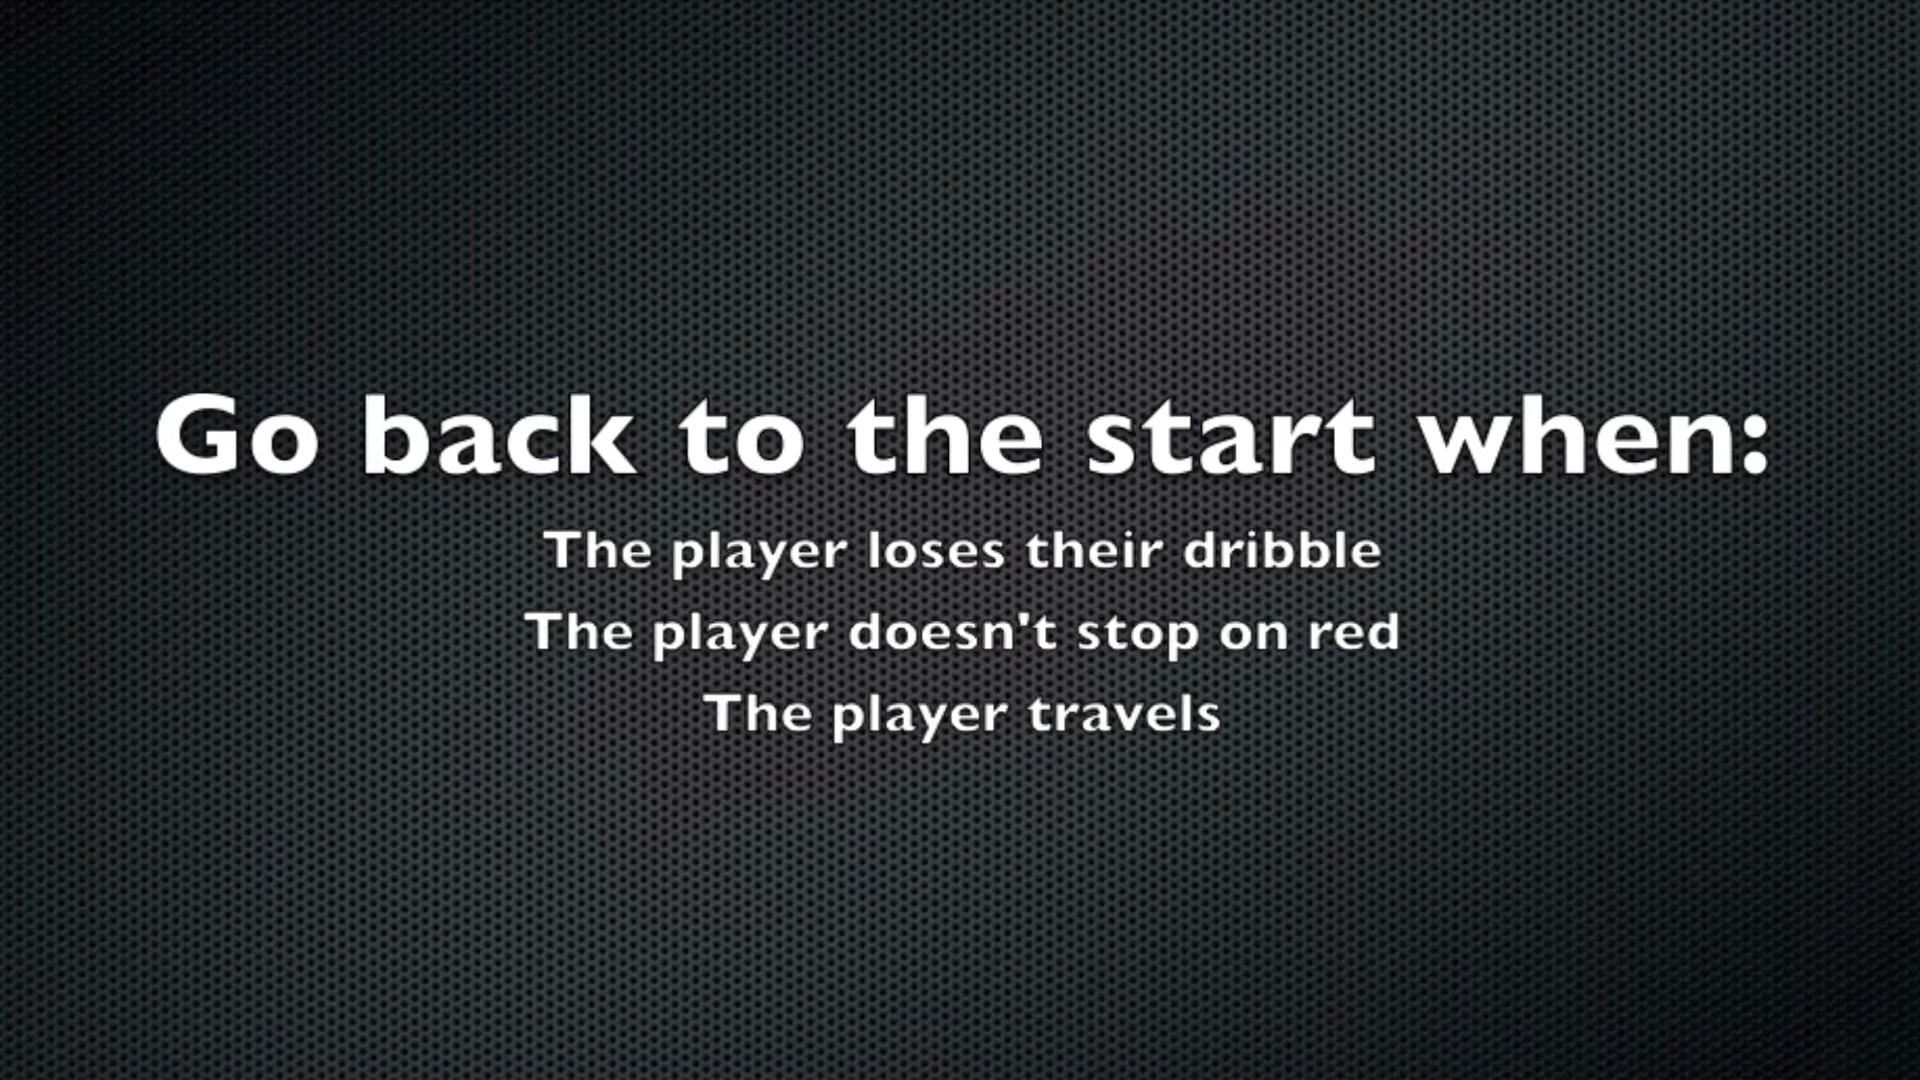 Go back to the start when:
The player loses their dribble
The player doesn't stop on red
The player travels